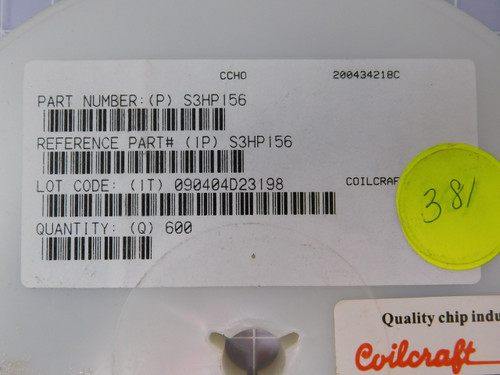 CCHO 200434218C
PART NUMBER:(P) S3HP156
REFERENCE PART# (1P) S3HP156
LOT CODE: (1T) 090404D23198 COILCRAF
QUANTITY: (Q) 600
381
Quality chip indu
Coilcraft